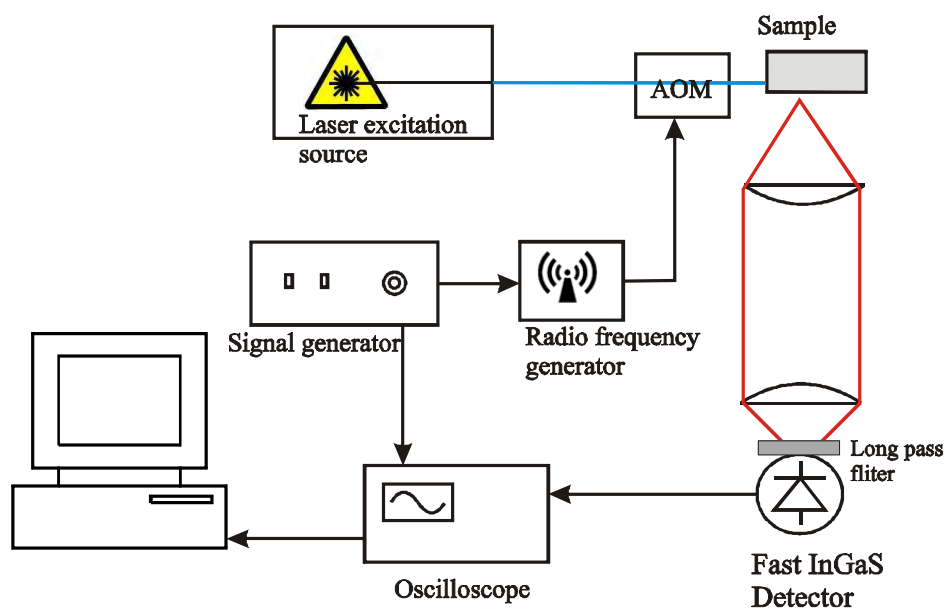 Sample
AOM
Laser excitation
source
Signal generator
Radio frequency
generator
Long pass
fliter
Fast InGaS
Detector
Oscilloscope